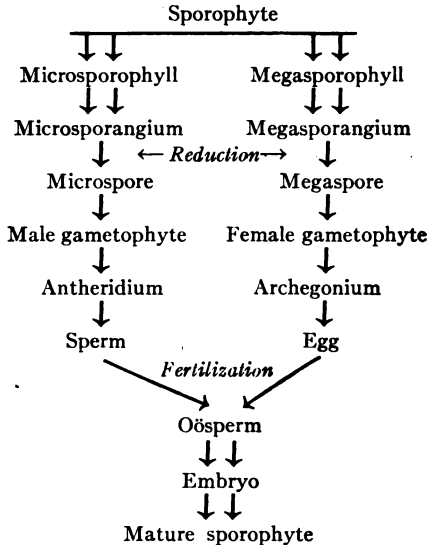 Sporophyte
Microsporophyll Megasporophyll
Microsporangium Megasporangium
Reduction
Microspore Megaspore
Male gametophyte Female gametophyte
Antheridium Archegonium
Sperm Egg
Fertilization
Oösperm
Embryo
Mature sporophyte